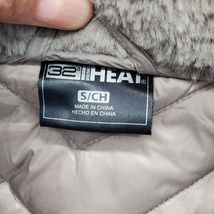 32° HEAT®
S/CH
MADE IN CHINA
HECHO EN CHINA